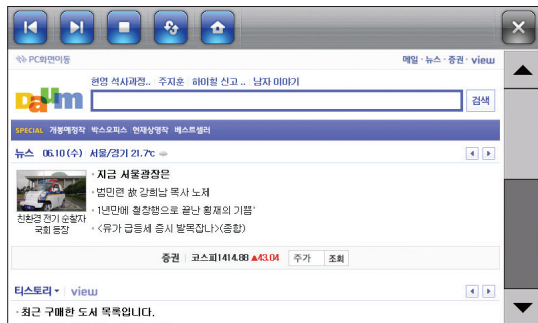 PC화면이동
메일 · 뉴스 · 증권 · view
현영 석사과정.. 주지훈 하이힐 신고 .. 남자 이야기
Daum
검색
SPECIAL 개봉예정작 박스오피스 현재상영작 베스트셀러
뉴스 06.10 (수) 서울/경기 21.7℃
· 지금 서울광장은
· 범민련 故 강희남 목사 노제
· 1년만에 철창행으로 끝난 횡재의 기쁨'
· <유가 급등세 증시 발목잡나>(종합)
친환경 전기 순찰차
국회 등장
증권 코스피1414.88 ▲43.04 주가 조회
티스토리 view
· 최근 구매한 도서 목록입니다.